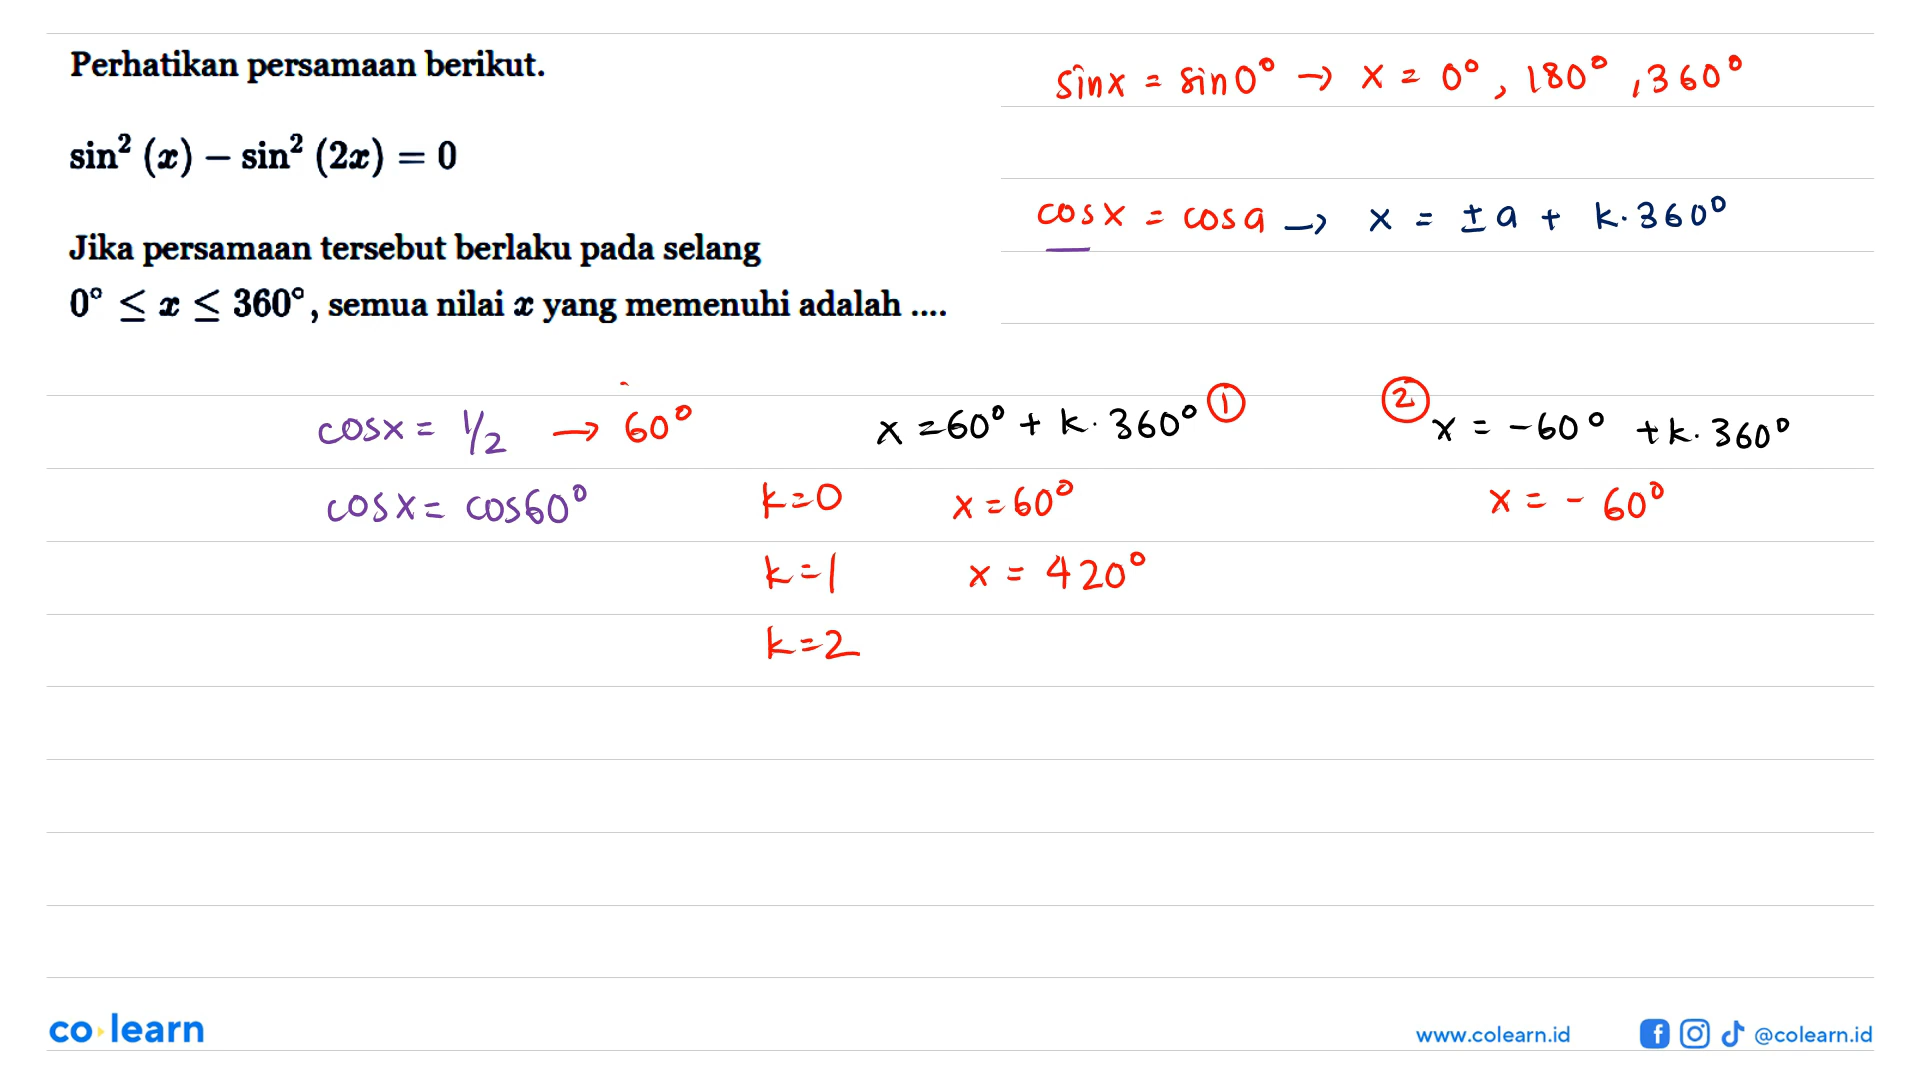 Perhatikan persamaan berikut.
sin² (x) − sin² (2x) = 0
Jika persamaan tersebut berlaku pada selang
0° ≤ x ≤ 360°, semua nilai x yang memenuhi adalah ....
sin x = sin 0° → x = 0°, 180°, 360°
cos x = cos a → x = ± a + k. 360°
cos x = 1/2 → 60°
cos x = cos 60°
x = 60° + k. 360° ①
k = 0 x = 60°
k = 1 x = 420°
k = 2
② x = -60° + k. 360°
x = - 60°
co learn
www.colearn.id
@colearn.id